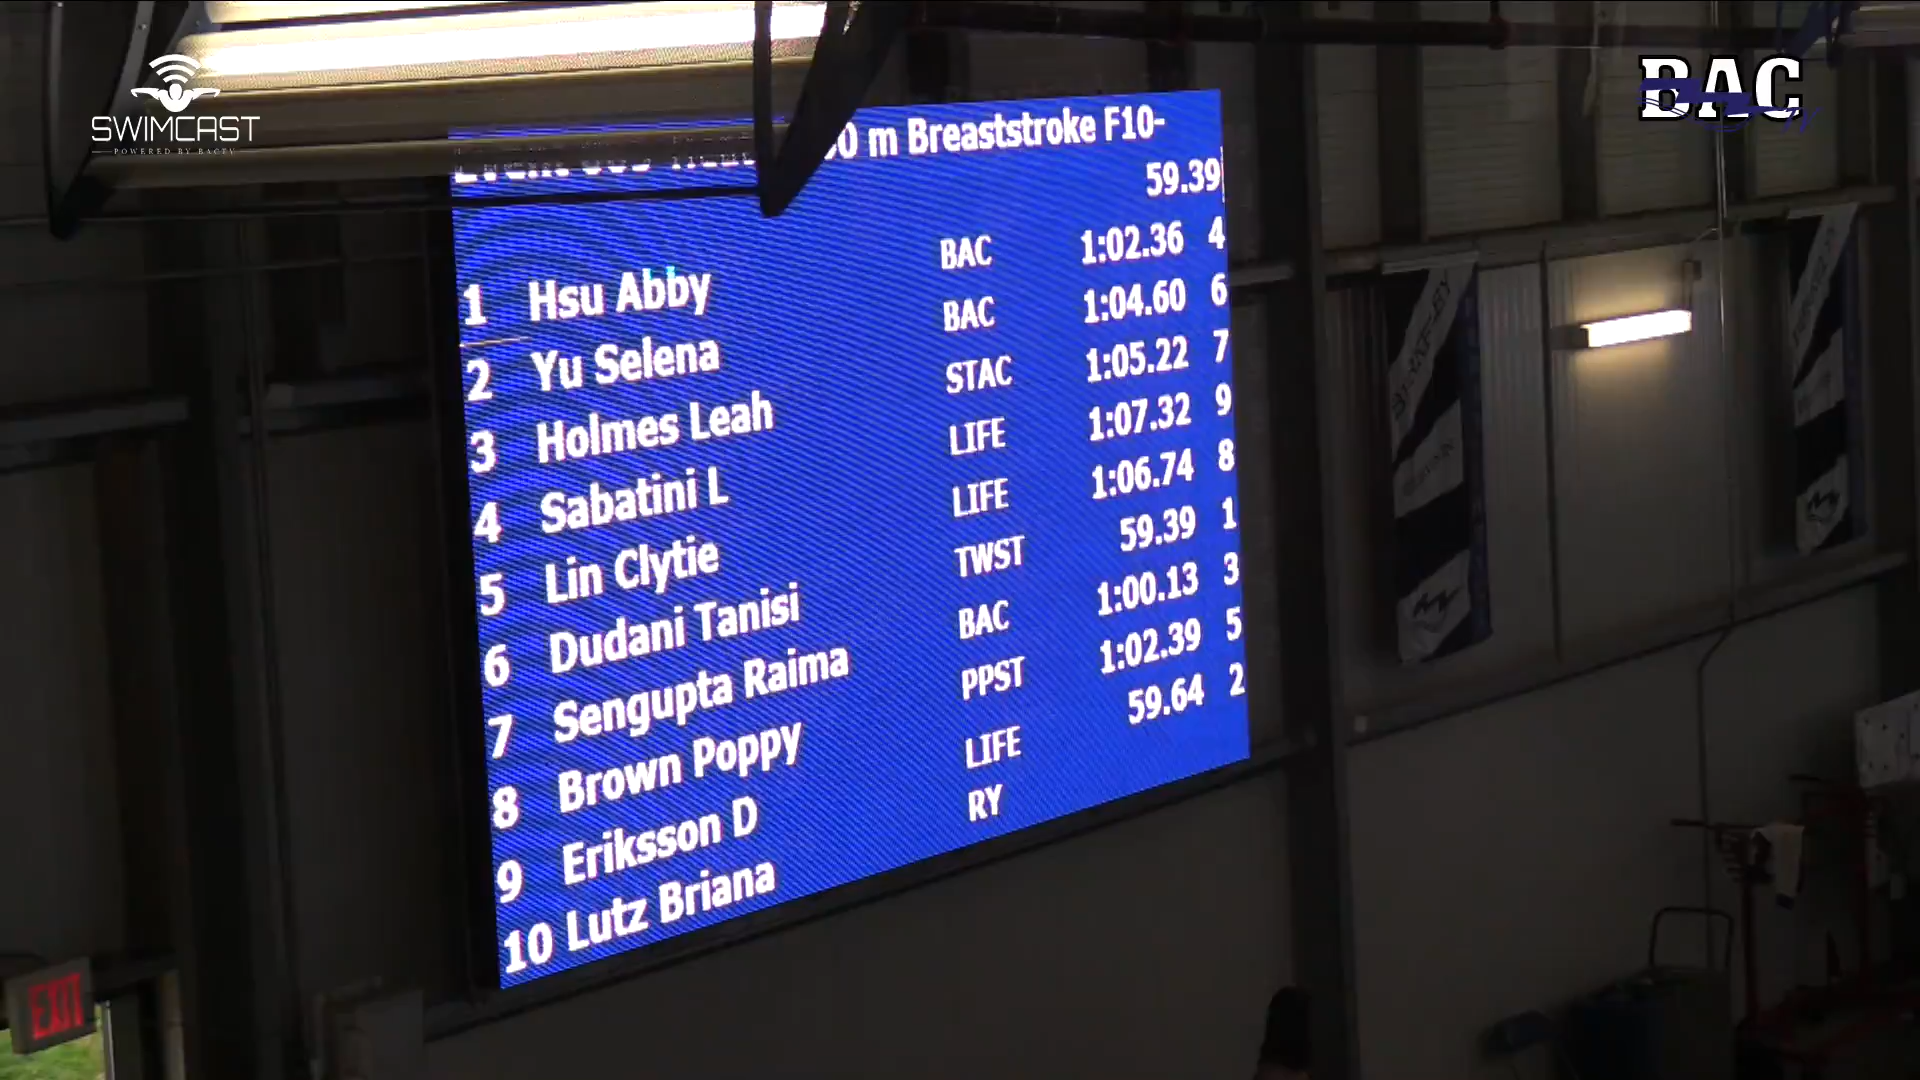 SWIMCAST
POWERED BY BACTV
BAC
0 m Breaststroke F10-
59.39
1 Hsu Abby BAC 1:02.36 4
2 Yu Selena BAC 1:04.60 6
3 Holmes Leah STAC 1:05.22 7
4 Sabatini L LIFE 1:07.32 9
5 Lin Clytie LIFE 1:06.74 8
6 Dudani Tanisi TWST 59.39 1
7 Sengupta Raima BAC 1:00.13 3
8 Brown Poppy PPST 1:02.39 5
9 Eriksson D LIFE 59.64 2
10 Lutz Briana RY
EXIT